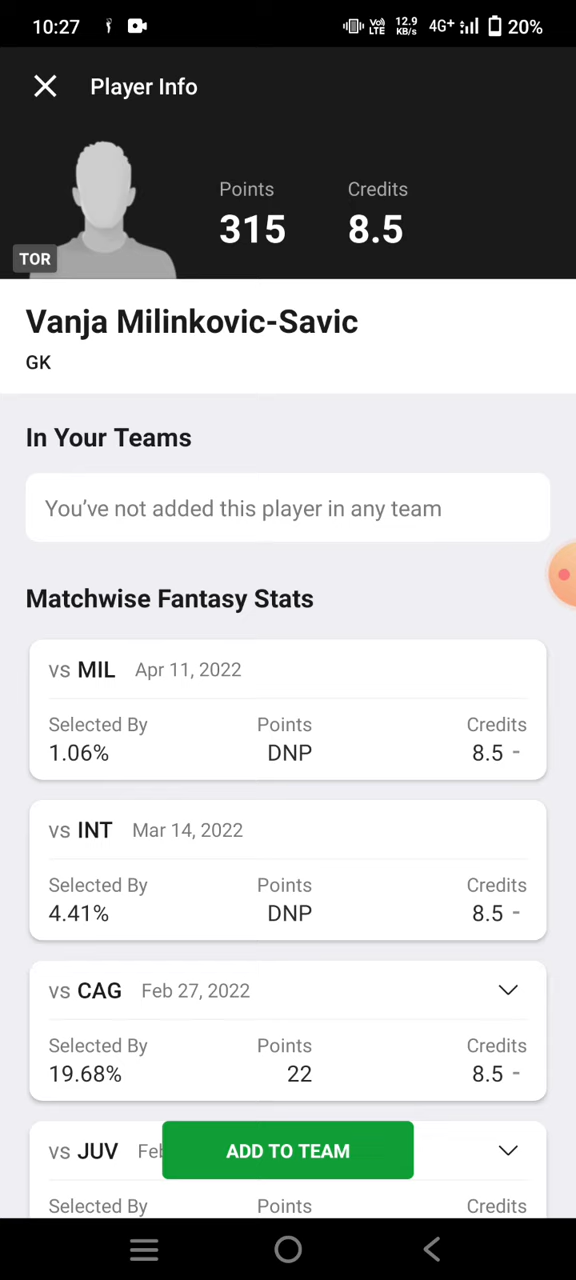 10:27 Vo) LTE 12.9 KB/s 4G+ 20%
Player Info
Points Credits
315 8.5
TOR
Vanja Milinkovic-Savic
GK
In Your Teams
You've not added this player in any team
Matchwise Fantasy Stats
vs MIL Apr 11, 2022
Selected By Points Credits
1.06% DNP 8.5 -
vs INT Mar 14, 2022
Selected By Points Credits
4.41% DNP 8.5 -
vs CAG Feb 27, 2022
Selected By Points Credits
19.68% 22 8.5 -
vs JUV Feb
ADD TO TEAM
Selected By Points Credits